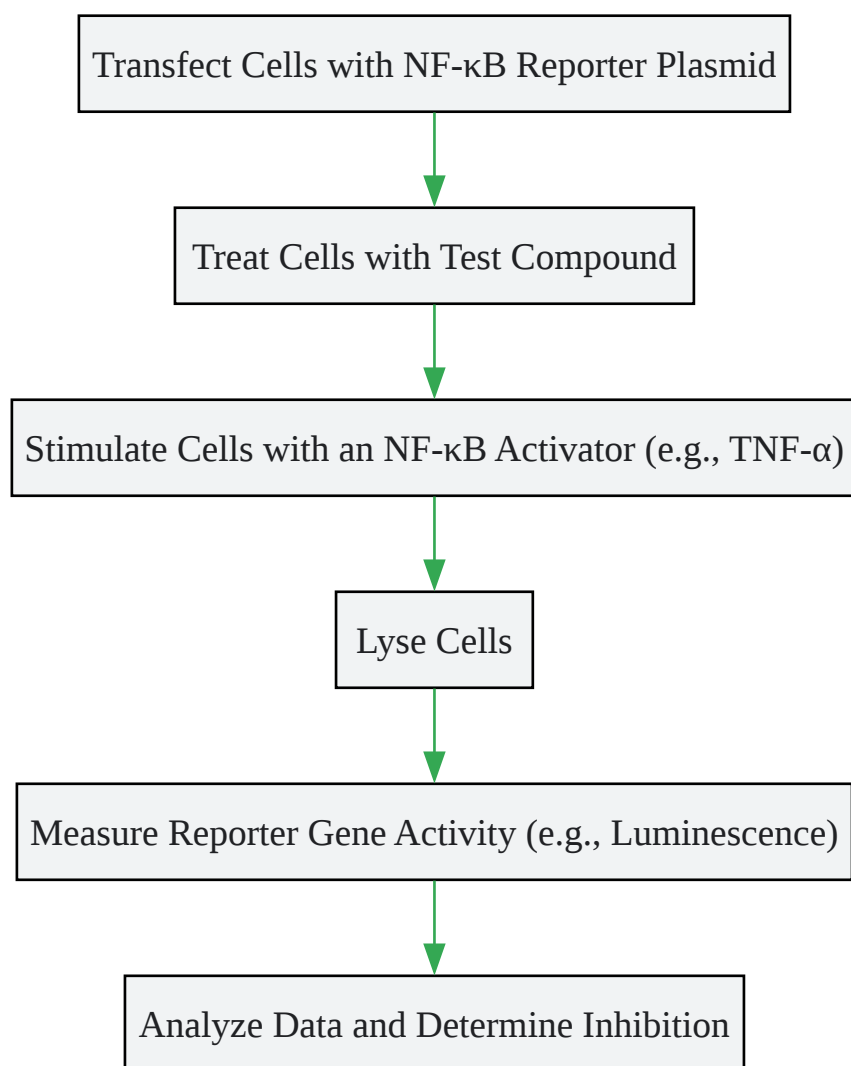 Transfect Cells with NF-κB Reporter Plasmid
Treat Cells with Test Compound
Stimulate Cells with an NF-κB Activator (e.g., TNF-α)
Lyse Cells
Measure Reporter Gene Activity (e.g., Luminescence)
Analyze Data and Determine Inhibition